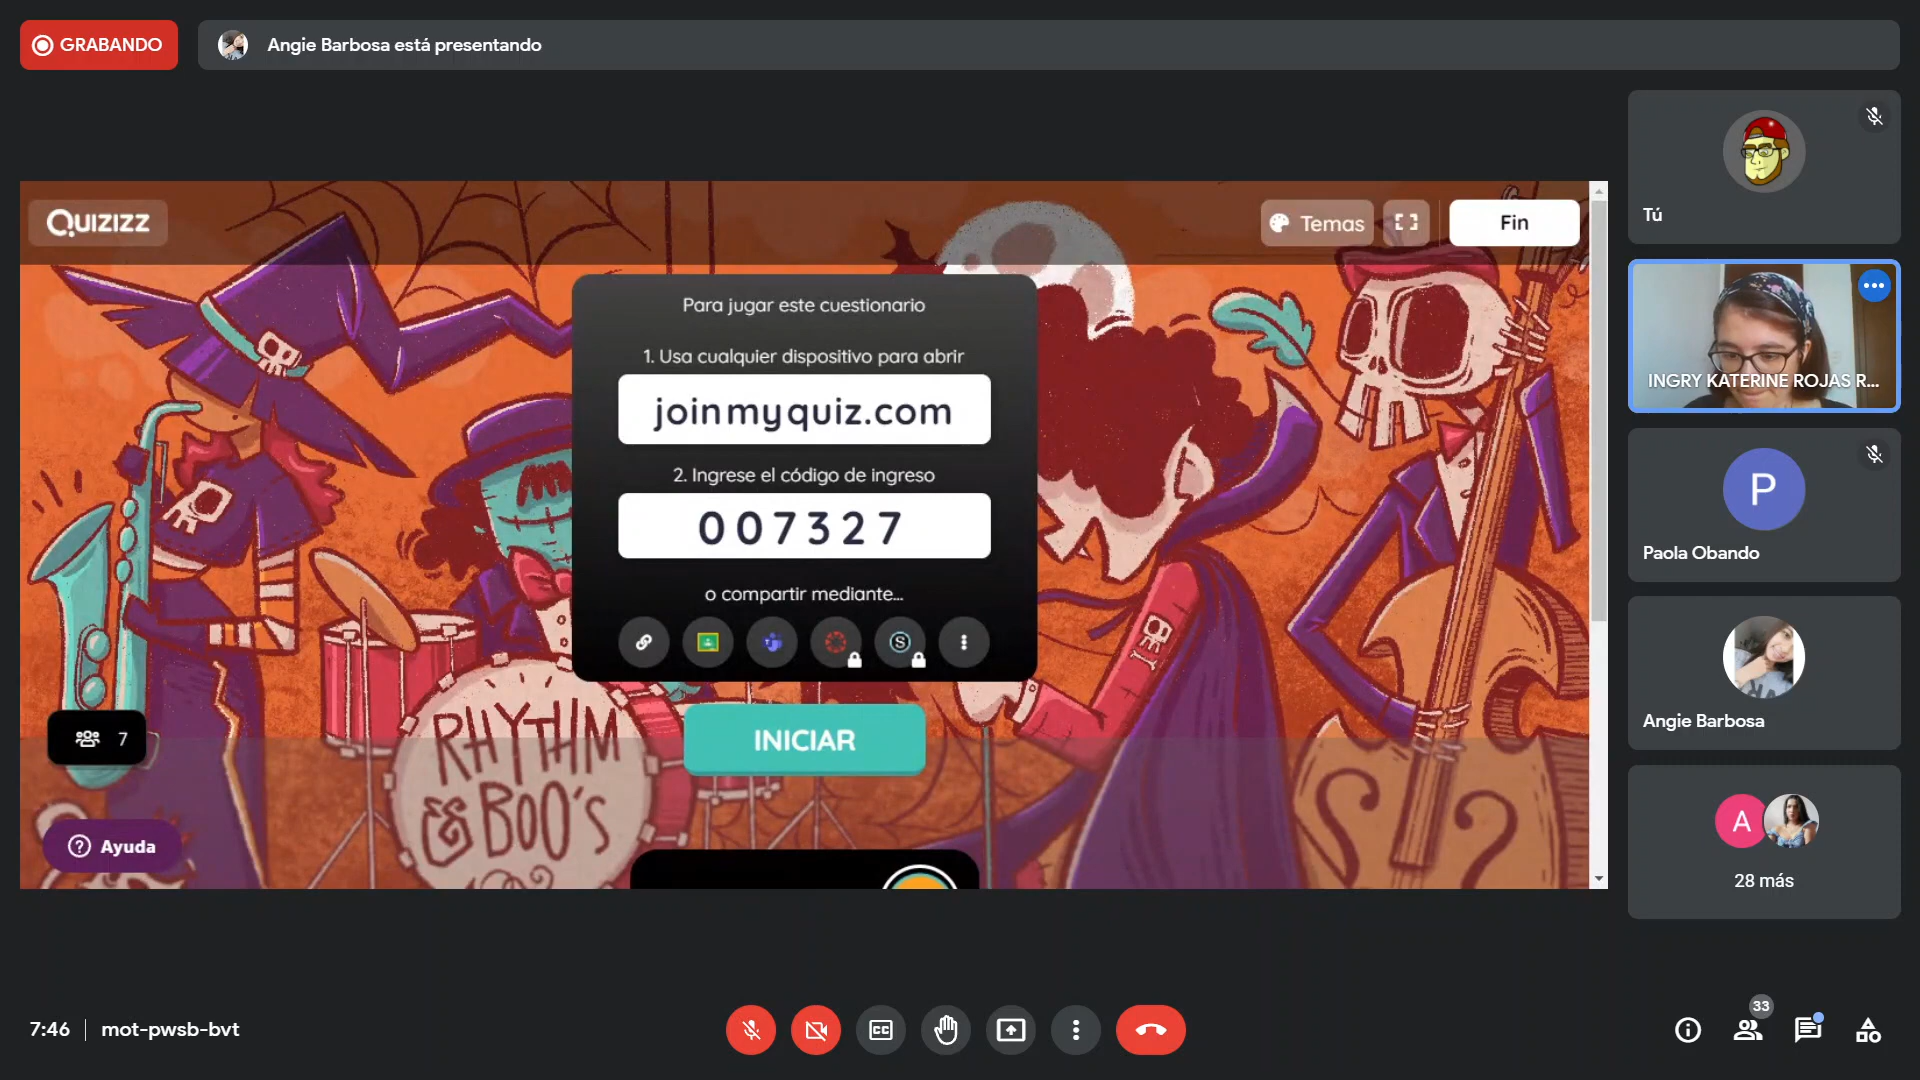 GRABANDO
Angie Barbosa está presentando
QUIZIZZ
Temas
Fin
Para jugar este cuestionario
1. Usa cualquier dispositivo para abrir
joinmyquiz.com
2. Ingrese el código de ingreso
007327
o compartir mediante...
S
INICIAR
7
RHYTHM
& BOO'S
Ayuda
Tú
INGRY KATERINE ROJAS R...
P
Paola Obando
Angie Barbosa
A
28 más
7:46
mot-pwsb-bvt
CC
33